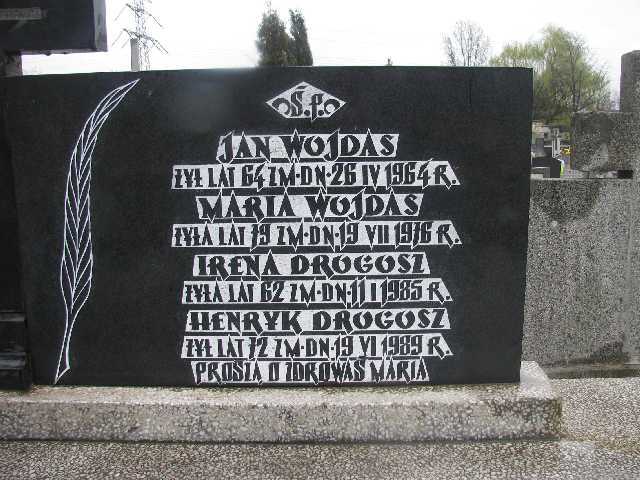 Ś.P.
JAN WOJDAS
ŻYŁ LAT 64 ZM·DN·26 IV 1964 R.
MARIA WOJDAS
ŻYŁA LAT 79 ZM·DN·19 VII 1976 R.
IRENA DROGOSZ
ŻYŁA LAT 62 ZM·DN·11 I 1985 R.
HENRYK DROGOSZ
ŻYŁ LAT 72 ZM·DN·19 VI 1989 R.
PROSZĄ O ZDROWAŚ MARIA